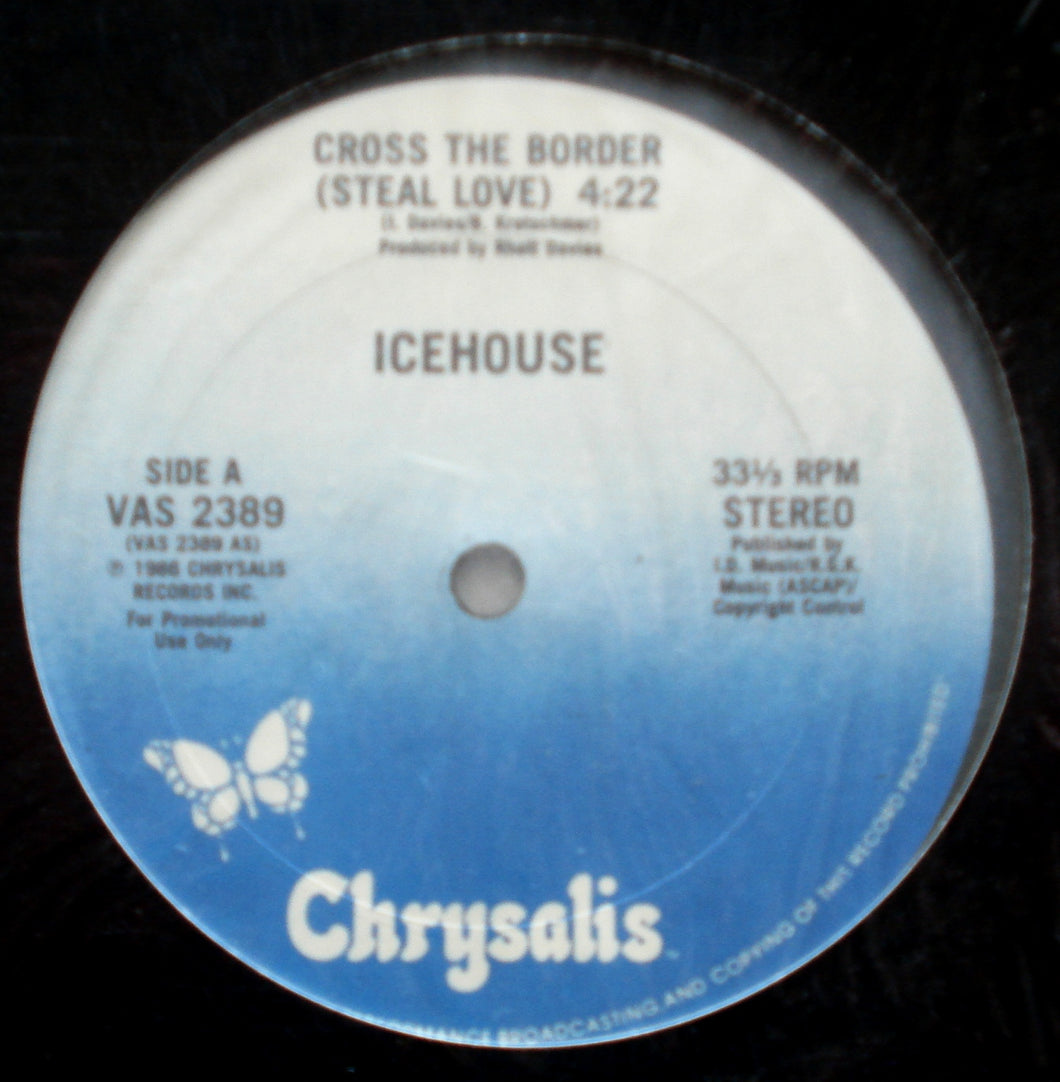 CROSS THE BORDER
(STEAL LOVE) 4:22
(I. Davies/R. Kretschmer)
Produced by Rhett Davies
ICEHOUSE
SIDE A
VAS 2389
(VAS 2389 AS)
℗ 1986 CHRYSALIS
RECORDS INC.
For Promotional
Use Only
33⅓ RPM
STEREO
Published by
I.D. Music/R.G.K.
Music (ASCAP)/
Copyright Control
Chrysalis
BROADCASTING AND COPYING OF THIS RECORD PROHIBITED